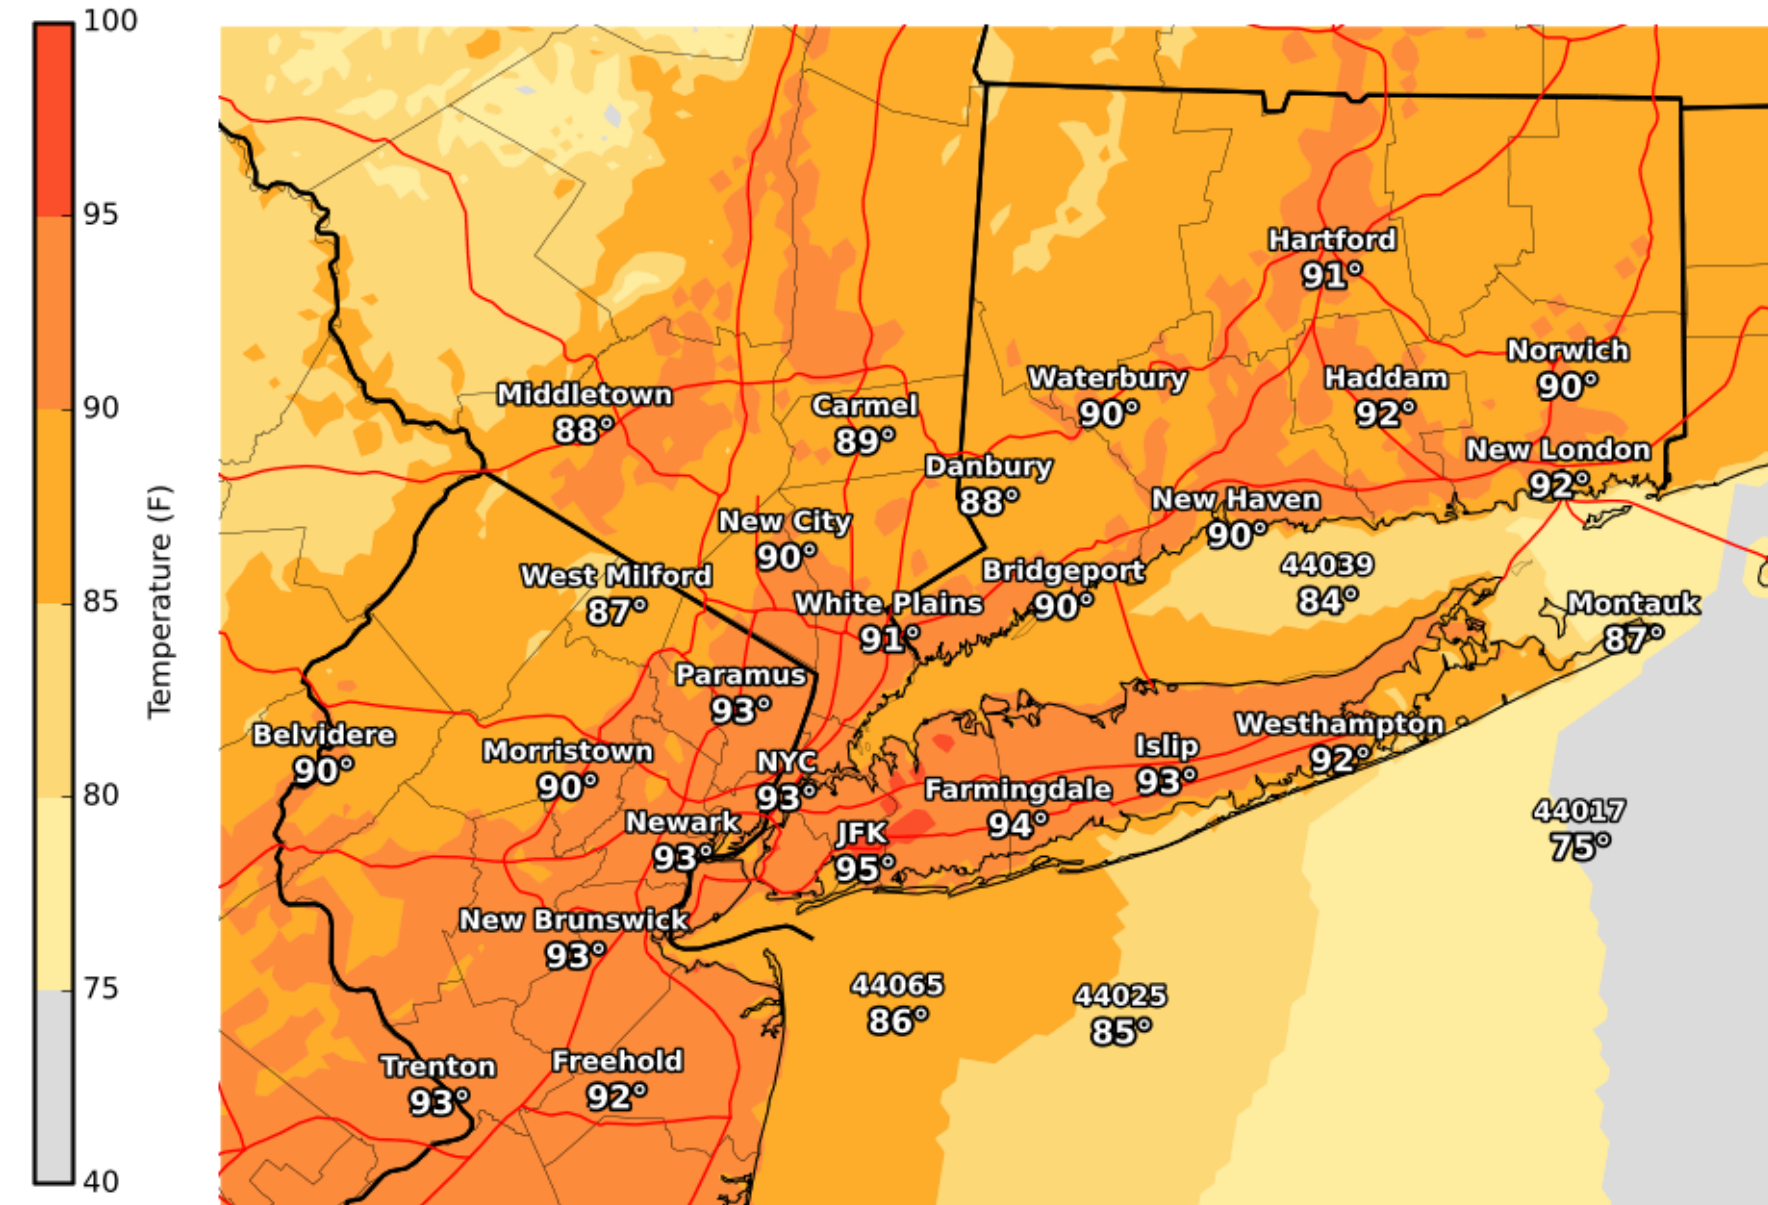 100
95
90
85
80
75
40
Temperature (F)
Hartford
91°
Norwich
90°
Middletown
88°
Carmel
89°
Waterbury
90°
Haddam
92°
Danbury
88°
New London
92°
New City
90°
New Haven
90°
West Milford
87°
White Plains
91°
Bridgeport
90°
44039
84°
Montauk
87°
Paramus
93°
Belvidere
90°
Morristown
90°
NYC
93°
Farmingdale
94°
Islip
93°
Westhampton
92°
Newark
93°
JFK
95°
44017
75°
New Brunswick
93°
44065
86°
44025
85°
Trenton
93°
Freehold
92°